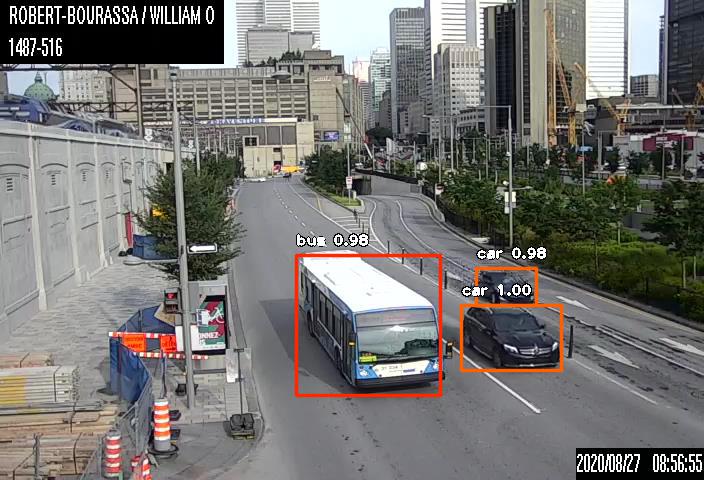 ROBERT-BOURASSA / WILLIAM O
1487-516
BONAVENTURE
bus 0.98
car 0.98
car 1.00
2020/08/27 08:56:55